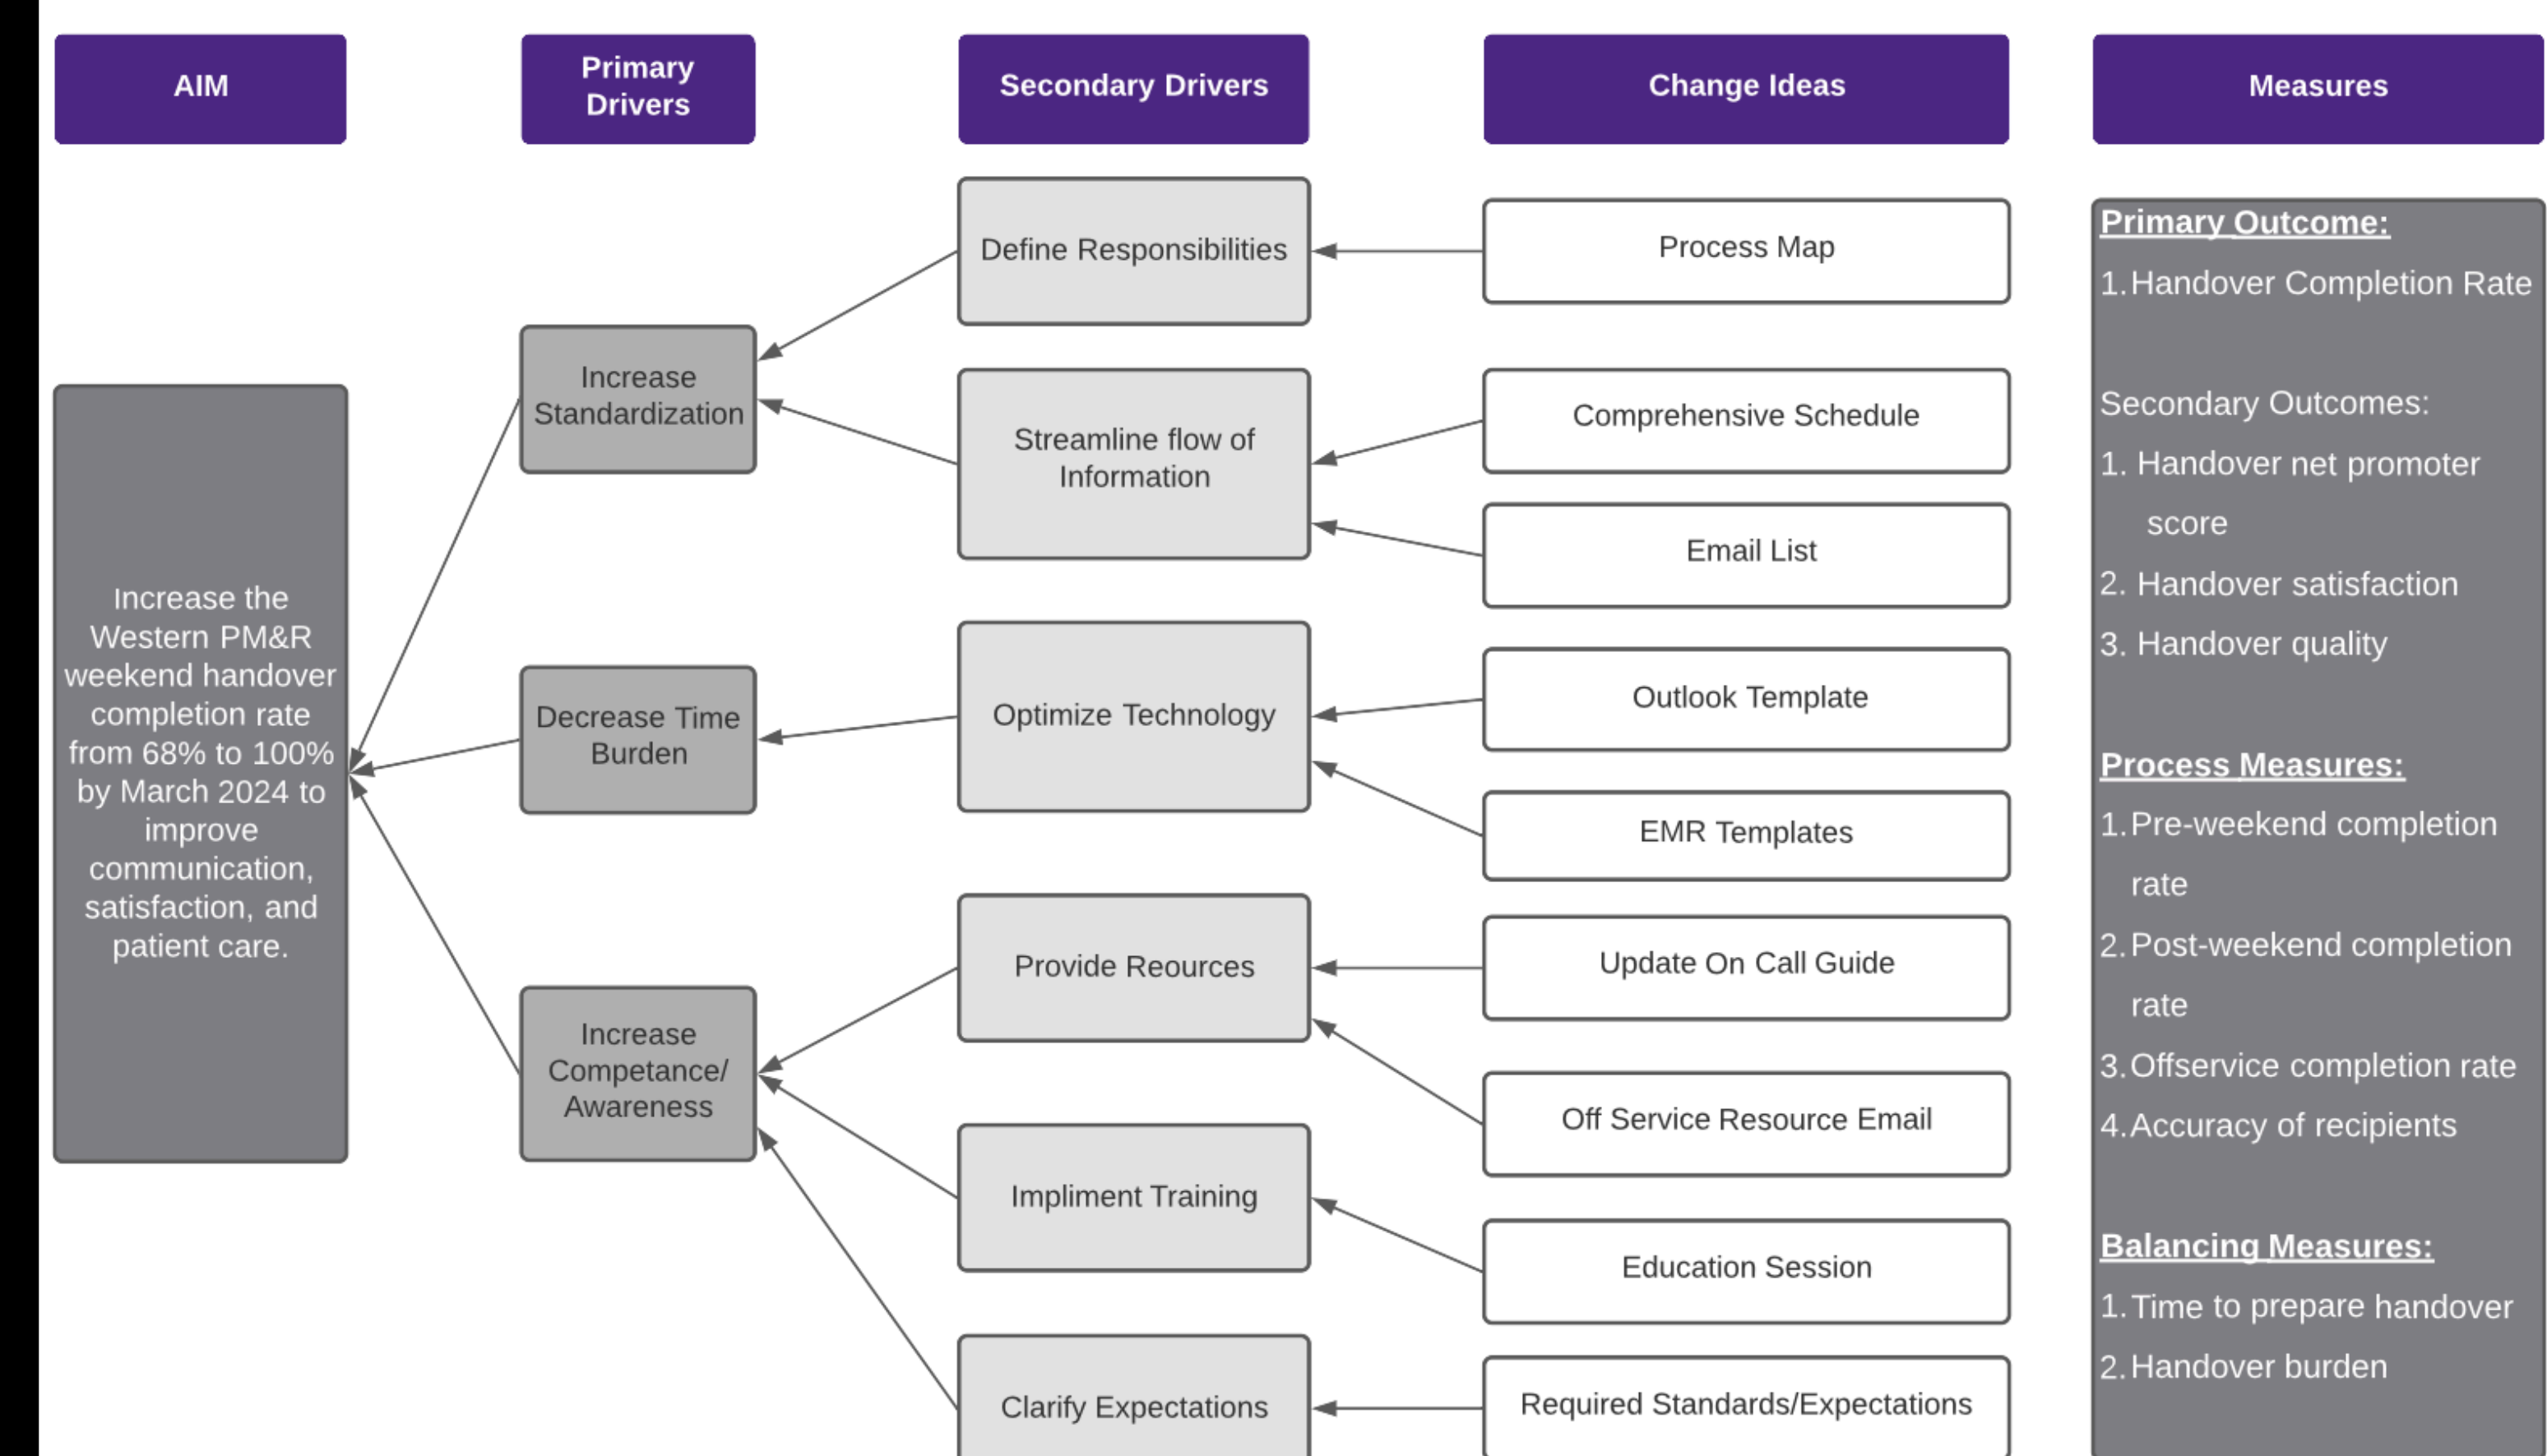 AIM
Primary
Drivers
Secondary Drivers
Change Ideas
Measures
Increase the
Western PM&R
weekend handover
completion rate
from 68% to 100%
by March 2024 to
improve
communication,
satisfaction, and
patient care.
Increase
Standardization
Decrease Time
Burden
Increase
Competance/
Awareness
Define Responsibilities
Streamline flow of
Information
Optimize Technology
Provide Reources
Impliment Training
Clarify Expectations
Process Map
Comprehensive Schedule
Email List
Outlook Template
EMR Templates
Update On Call Guide
Off Service Resource Email
Education Session
Required Standards/Expectations
Primary Outcome:
1. Handover Completion Rate
Secondary Outcomes:
1. Handover net promoter
score
2. Handover satisfaction
3. Handover quality
Process Measures:
1. Pre-weekend completion
rate
2. Post-weekend completion
rate
3. Offservice completion rate
4. Accuracy of recipients
Balancing Measures:
1. Time to prepare handover
2. Handover burden